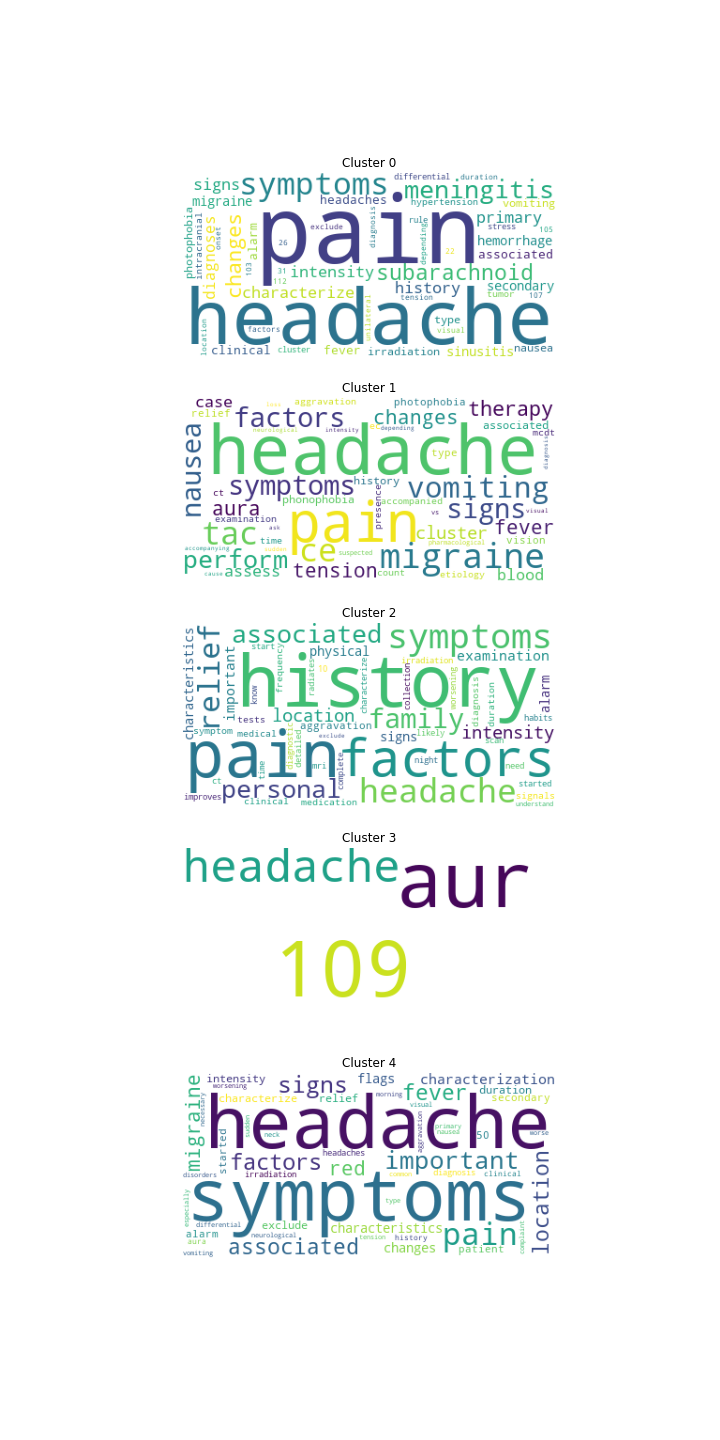 Cluster 0
signs symptoms differential duration meningitis
migraine headaches hypertension vomiting
photophobia intracranial onset diagnoses changes alarm pain exclude diagnosis rule depending primary stress 105
26 22 hemorrhage
103 associated
31 112 intensity subarachnoid
characterize history secondary
tension tumor 107
headache
location factors unilateral type visual
clinical cluster fever irradiation sinusitis nausea
Cluster 1
case aggravation photophobia therapy
relief factors changes associated
neurological intensity depending mcdt
nausea headache type diagnosis
symptoms history vomiting
ct phonophobia presence accompanied
aura pain vs signs visual
examination ask cluster fever
tac time pharmacological vision
accompanying sudden ce suspected migraine
perform
cause assess tension count etiology blood
Cluster 2
characteristics relief associated symptoms
important start frequency physical irradiation examination
know history radiates 10 characterize collection worsening diagnosis duration alarm
location family habits
tests aggravation intensity
symptom medical diagnostic detailed exclude signs likely scan
pain time mri complete factors night need
ct started
improves personal headache signals
clinical medication understand
Cluster 3
headache aur
109
Cluster 4
migraine intensity signs flags characterization
worsening fever duration
necessary characterize relief visual secondary
started sudden neck headache aggravation primary nausea 50 worse
headaches
factors red important location
disorders irradiation common diagnosis clinical
especially symptoms type
differential exclude characteristics
alarm neurological tension history pain complaint
aura
vomiting associated changes patient